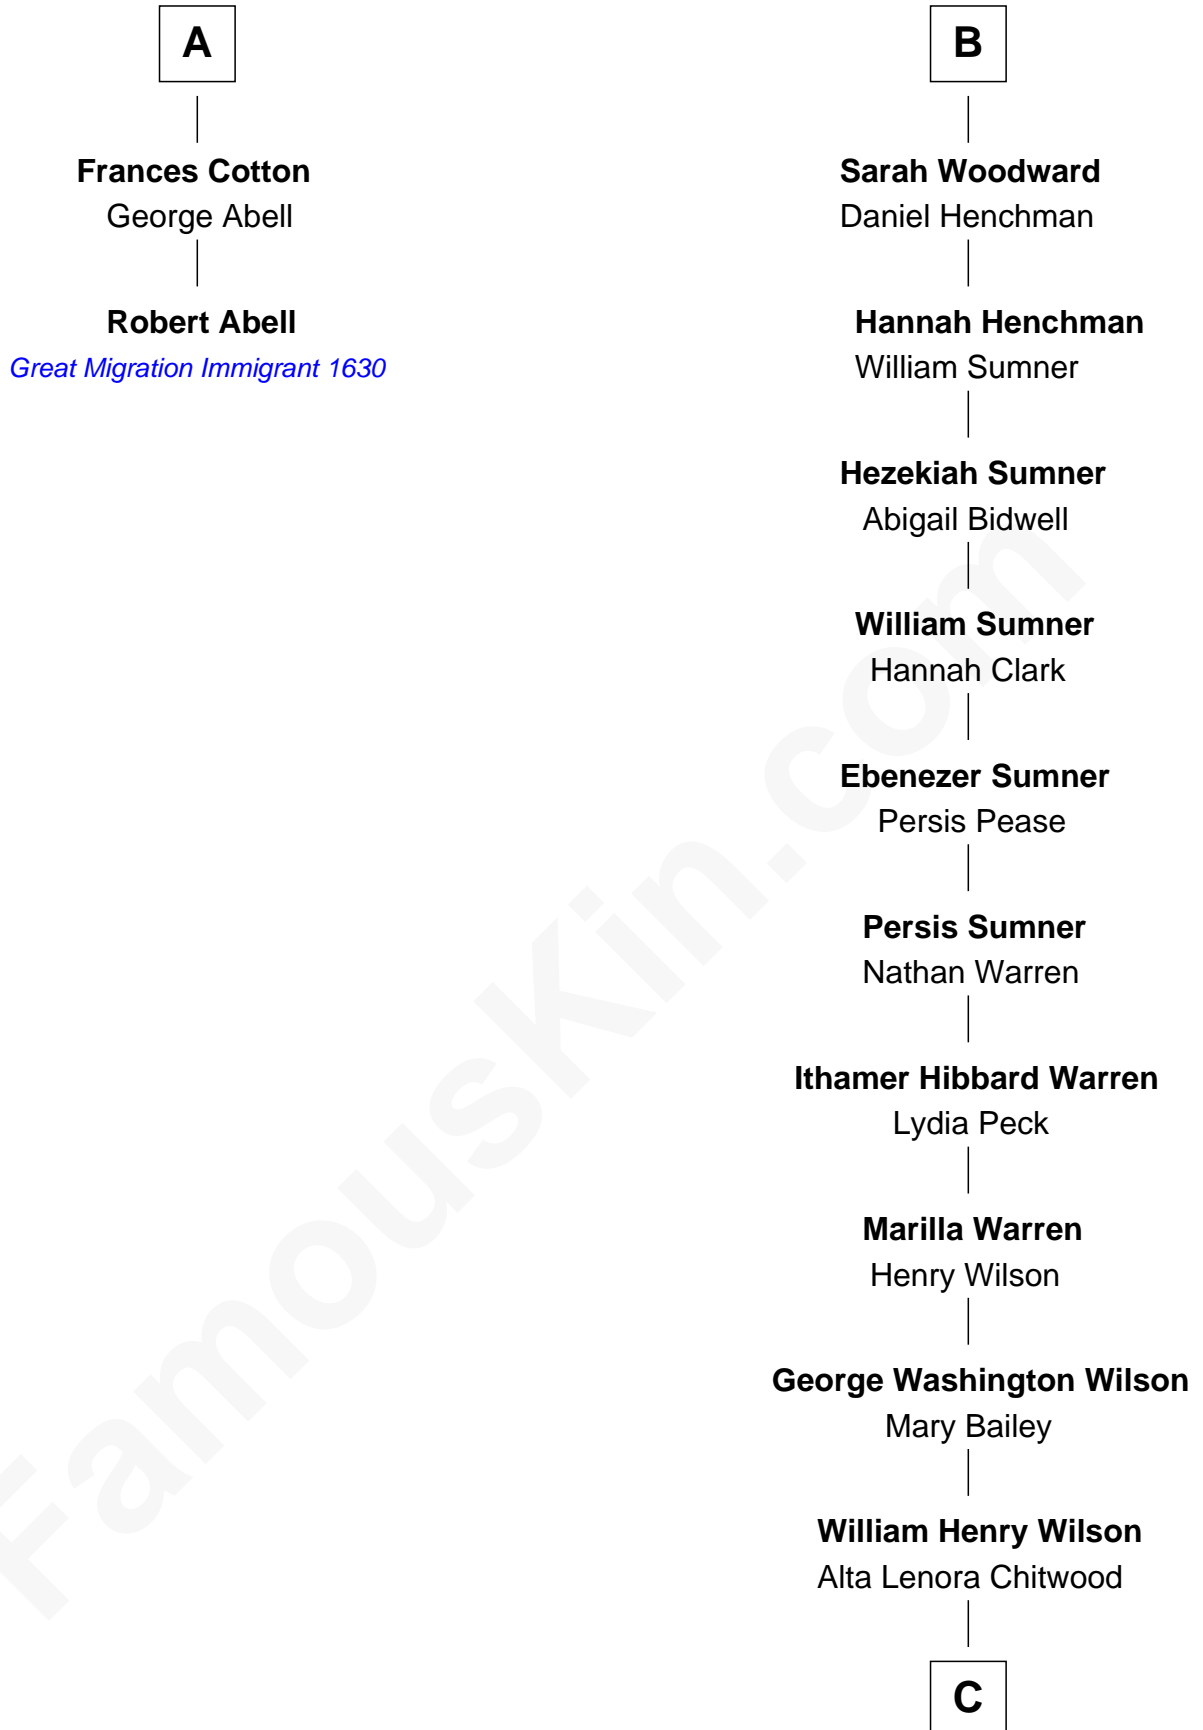 A
Frances Cotton
George Abell
Robert Abell
Great Migration Immigrant 1630
B
Sarah Woodward
Daniel Henchman
Hannah Henchman
William Sumner
Hezekiah Sumner
Abigail Bidwell
William Sumner
Hannah Clark
Ebenezer Sumner
Persis Pease
Persis Sumner
Nathan Warren
Ithamer Hibbard Warren
Lydia Peck
Marilla Warren
Henry Wilson
George Washington Wilson
Mary Bailey
William Henry Wilson
Alta Lenora Chitwood
C
FamousKin.com